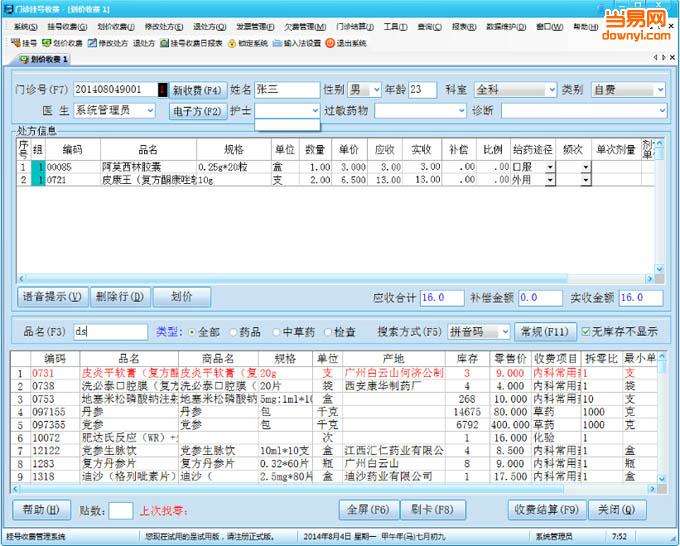 门诊挂号收费 - [划价收费 1]
当易网
downyi.com
系统(S) 挂号收费(G) 划价收费(J) 修改处方(E) 退处方(Q) 发票管理(F) 欠费管理(M) 门诊结算(J) 工具(T) 查询(C) 报表(R) 数据维护(D) 窗口(W) 帮助(H)
挂号 划价收费 修改处方 退处方 挂号收费日报表 锁定系统 输入法设置 退出系统
划价收费 1
门诊号(F7) 201408049001 新收费(F4) 姓名 张三 性别 男 年龄 23 科室 全科 类别 自费
医 生 系统管理员 电子方(F2) 护士 过敏药物 诊断
处方信息
序号 组 编码 品名 规格 单位 数量 单价 应收 实收 补偿 比例 给药途径 频次 单次剂量 剂单
1 1 00085 阿莫西林胶囊 0.25g*20粒 盒 1.00 3.000 3.00 3.00 .00 .00 口服
2 1 0721 皮康王（复方酮康唑 10g 支 2.00 6.500 13.00 13.00 .00 .00 外用
语音提示(V) 删除行(D) 划价 应收合计 16.0 补偿金额 0.0 实收金额 16.0
品名(F3) ds 类型: 全部 药品 中草药 检查 搜索方式(F5) 拼音码 常规(F11) 无库存不显示
编码 品名 商品名 规格 单位 产地 库存 零售价 收费项目 拆零比 最小单
1 0731 皮炎平软膏（复方酮 皮炎平软膏（复 20g 支 广州白云山何济公制 3 9.000 内科常用 1 支
2 0738 洗必泰口腔膜（复方 洗必泰口腔膜（ 20片 袋 西安康华制药厂 4 4.000 内科常用 1 袋
3 0753 地塞米松磷酸钠注射 地塞米松磷酸钠 5mg:1ml*10 盒 268 10.000 内科常用 10 支
4 097155 丹参 丹参 包 千克 14675 80.000 草药 1000 克
5 097355 党参 党参 包 千克 6792 400.000 草药 1000 克
6 10072 肥达氏反应（WR）+ 次 1 16.000 化验 1
7 12122 党参生脉饮 党参生脉饮 10ml*10支 盒 江西汇仁药业有限公 4 8.500 内科常用 1 盒
8 1283 复方丹参片 复方丹参片 0.32*60片 瓶 广州白云山 8 9.000 内科常用 1 瓶
9 1318 迪沙（格列吡嗪片） 迪沙（ 2.5mg*80片 盒 迪沙药业有限公司 1 17.500 内科常用 1 盒
帮助(H) 贴数: 上次找零: 全屏(F6) 刷卡(F8) 收费结算(F9) 关闭(Q)
挂号收费管理系统 您现在试用的是试用版，请注册正式版。 2014年8月4日 星期一 甲午年(马)七月初九 系统管理员 7:52